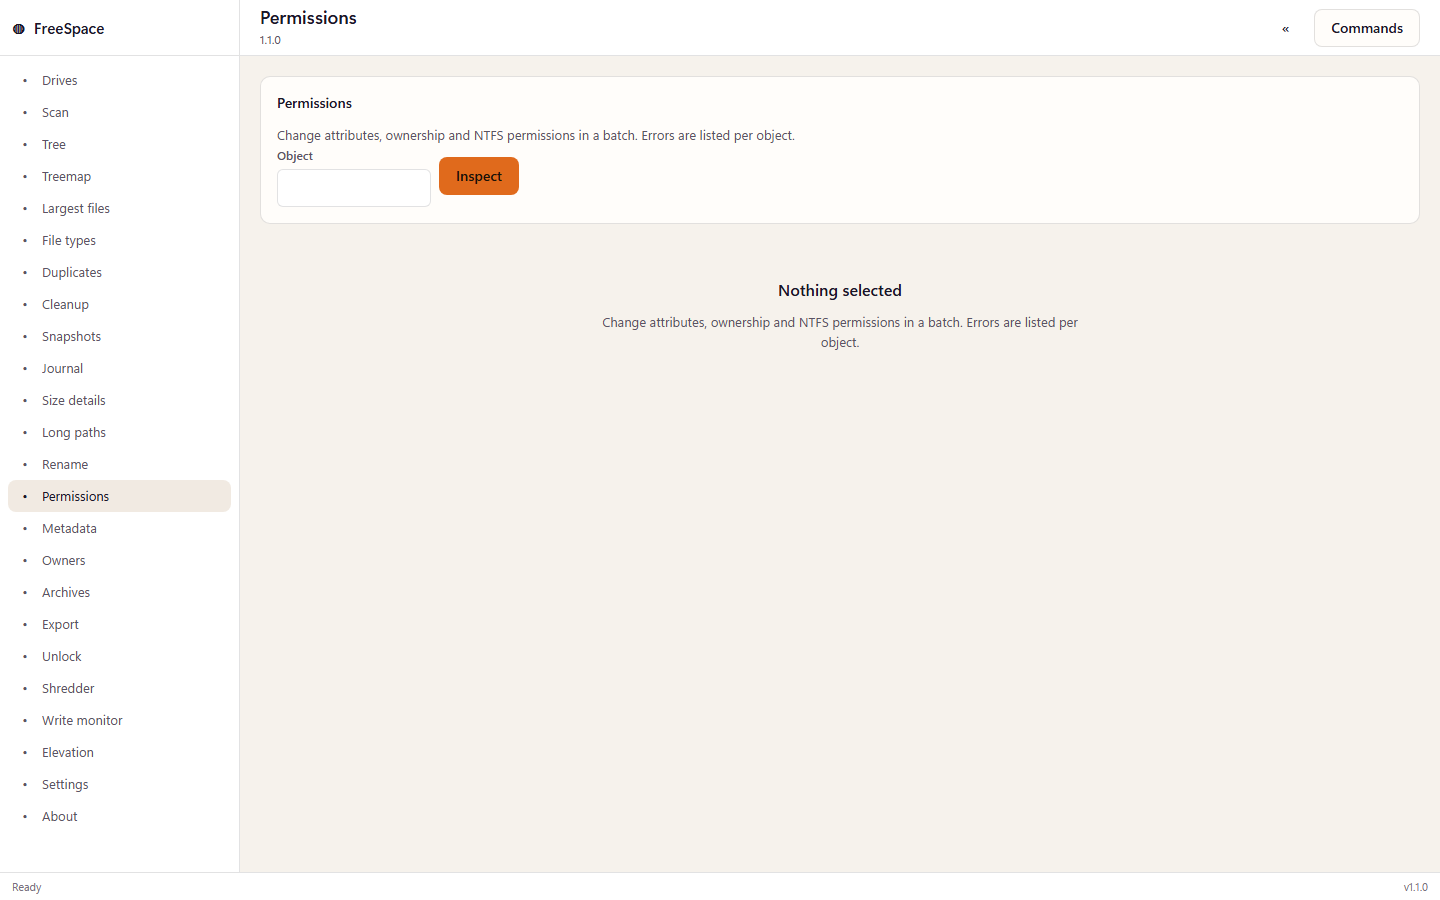 FreeSpace
Permissions
1.1.0
«
Commands
Drives
Scan
Tree
Treemap
Largest files
File types
Duplicates
Cleanup
Snapshots
Journal
Size details
Long paths
Rename
Permissions
Metadata
Owners
Archives
Export
Unlock
Shredder
Write monitor
Elevation
Settings
About
Permissions
Change attributes, ownership and NTFS permissions in a batch. Errors are listed per object.
Object
Inspect
Nothing selected
Change attributes, ownership and NTFS permissions in a batch. Errors are listed per
object.
Ready
v1.1.0